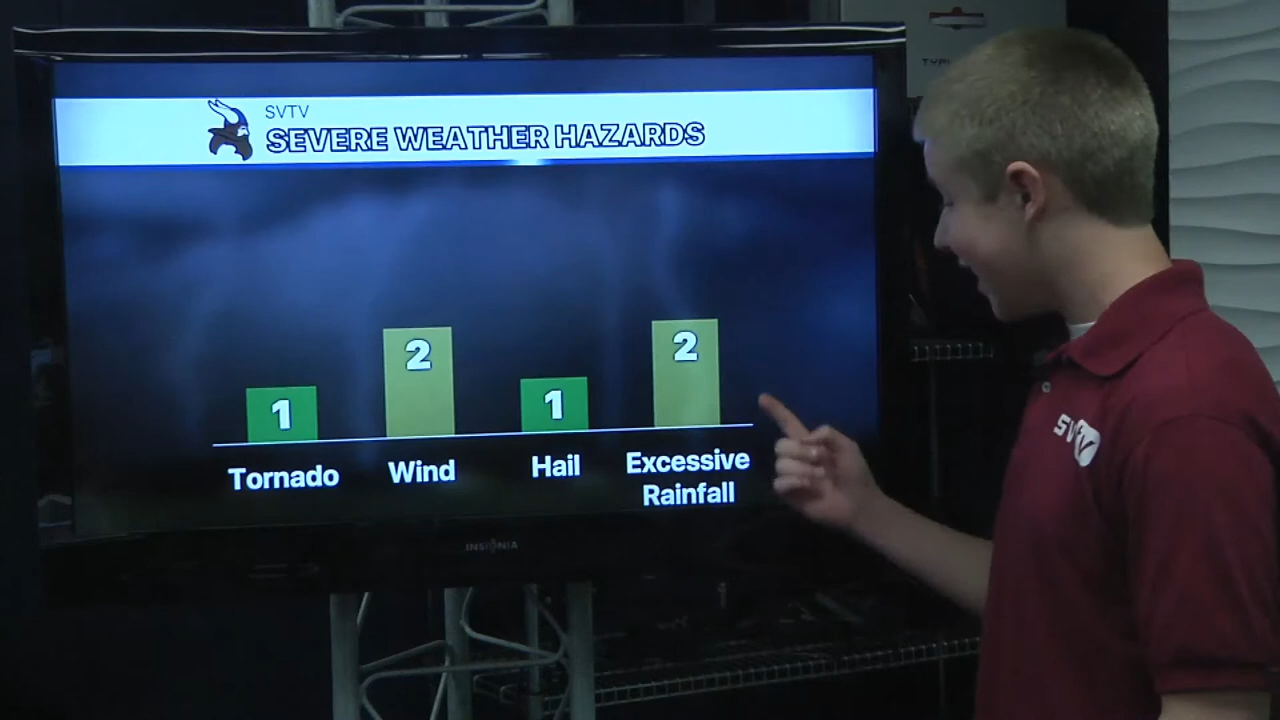 SVTV
SEVERE WEATHER HAZARDS
1
2
1
2
Tornado
Wind
Hail
Excessive
Rainfall
INSIGNIA
SVTV